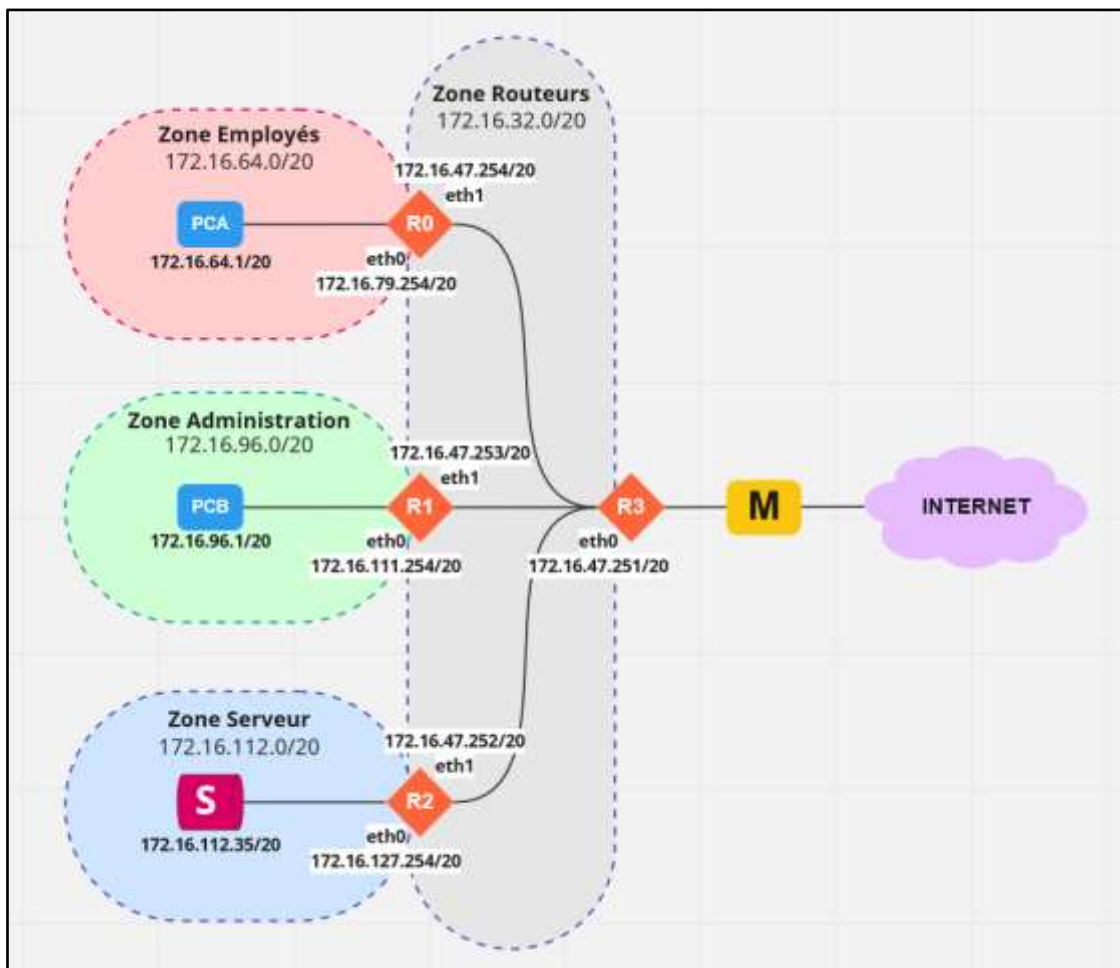 Zone Routeurs
172.16.32.0/20
Zone Employés
172.16.64.0/20
172.16.47.254/20
eth1
PCA
R0
172.16.64.1/20
eth0
172.16.79.254/20
Zone Administration
172.16.96.0/20
172.16.47.253/20
eth1
PCB
R1
R3
M
INTERNET
172.16.96.1/20
eth0
172.16.111.254/20
eth0
172.16.47.251/20
Zone Serveur
172.16.112.0/20
172.16.47.252/20
eth1
S
R2
172.16.112.35/20
eth0
172.16.127.254/20